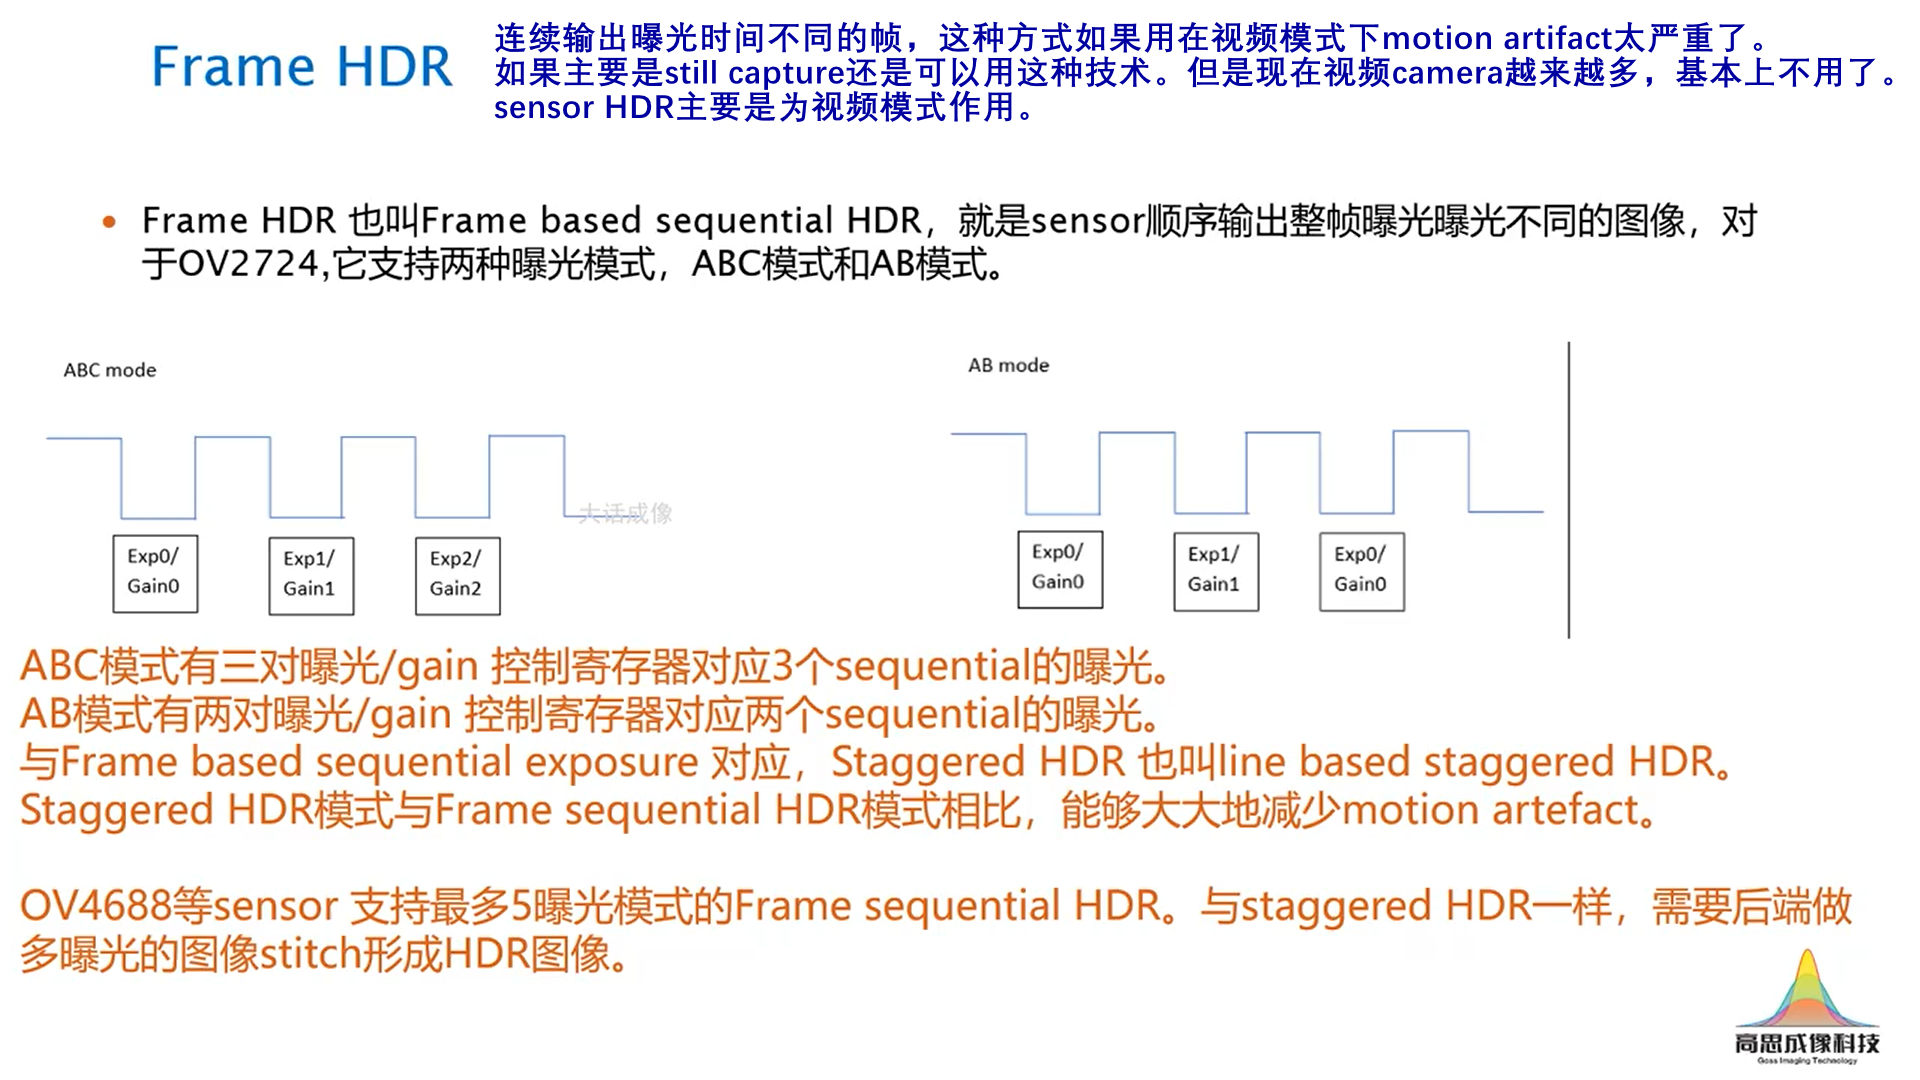 Frame HDR
连续输出曝光时间不同的帧，这种方式如果用在视频模式下motion artifact太严重了。
如果主要是still capture还是可以用这种技术。但是现在视频camera越来越多，基本上不用了。
sensor HDR主要是为视频模式作用。
• Frame HDR 也叫Frame based sequential HDR，就是sensor顺序输出整帧曝光曝光不同的图像，对
于OV2724,它支持两种曝光模式，ABC模式和AB模式。
ABC mode
大话成像
Exp0/
Gain0
Exp1/
Gain1
Exp2/
Gain2
AB mode
Exp0/
Gain0
Exp1/
Gain1
Exp0/
Gain0
ABC模式有三对曝光/gain 控制寄存器对应3个sequential的曝光。
AB模式有两对曝光/gain 控制寄存器对应两个sequential的曝光。
与Frame based sequential exposure 对应，Staggered HDR 也叫line based staggered HDR。
Staggered HDR模式与Frame sequential HDR模式相比，能够大大地减少motion artefact。
OV4688等sensor 支持最多5曝光模式的Frame sequential HDR。与staggered HDR一样，需要后端做
多曝光的图像stitch形成HDR图像。
高思成像科技
Goss Imaging Technology